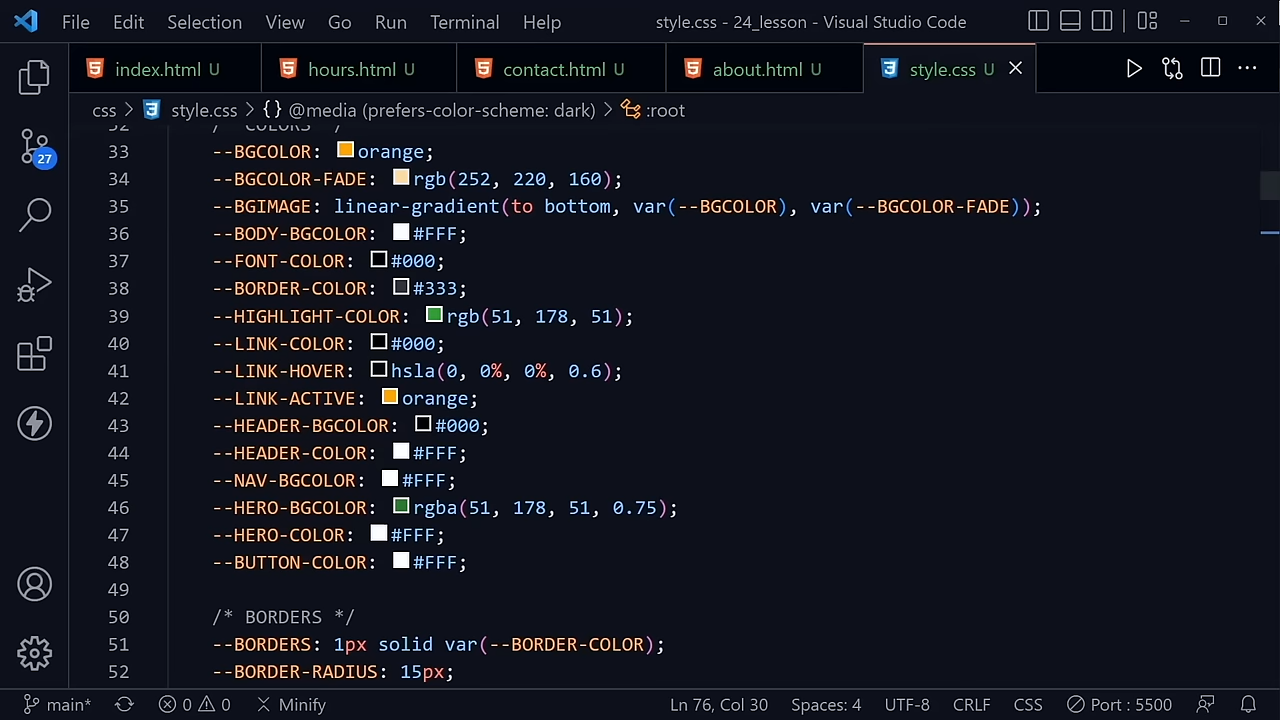 File Edit Selection View Go Run Terminal Help style.css - 24_lesson - Visual Studio Code
index.html U hours.html U contact.html U about.html U style.css U
css > style.css > {} @media (prefers-color-scheme: dark) > :root
32 /* COLORS */
33 --BGCOLOR: orange;
34 --BGCOLOR-FADE: rgb(252, 220, 160);
35 --BGIMAGE: linear-gradient(to bottom, var(--BGCOLOR), var(--BGCOLOR-FADE));
36 --BODY-BGCOLOR: #FFF;
37 --FONT-COLOR: #000;
38 --BORDER-COLOR: #333;
39 --HIGHLIGHT-COLOR: rgb(51, 178, 51);
40 --LINK-COLOR: #000;
41 --LINK-HOVER: hsla(0, 0%, 0%, 0.6);
42 --LINK-ACTIVE: orange;
43 --HEADER-BGCOLOR: #000;
44 --HEADER-COLOR: #FFF;
45 --NAV-BGCOLOR: #FFF;
46 --HERO-BGCOLOR: rgba(51, 178, 51, 0.75);
47 --HERO-COLOR: #FFF;
48 --BUTTON-COLOR: #FFF;
49
50 /* BORDERS */
51 --BORDERS: 1px solid var(--BORDER-COLOR);
52 --BORDER-RADIUS: 15px;
27
main* 0 0 Minify Ln 76, Col 30 Spaces: 4 UTF-8 CRLF CSS Port : 5500